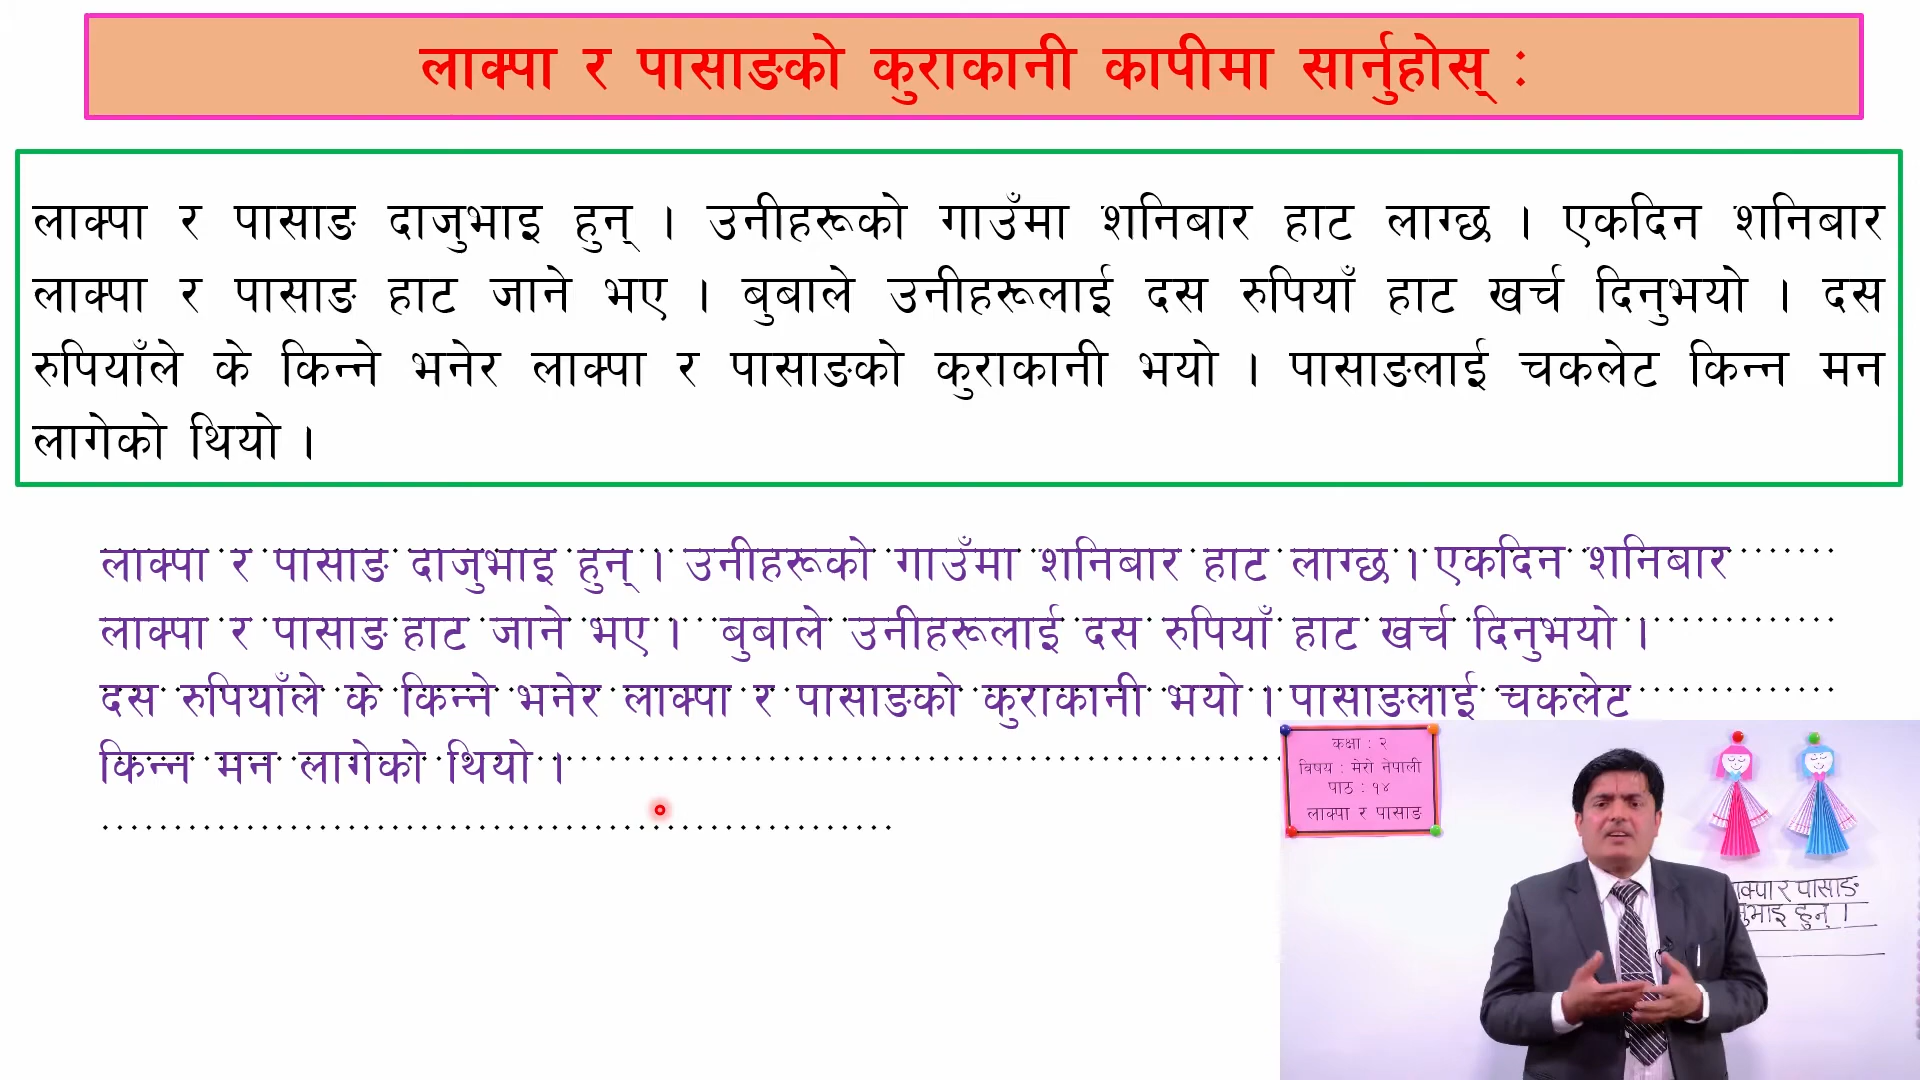 लाक्पा र पासाङको कुराकानी कापीमा सार्नुहोस् :
लाक्पा र पासाङ दाजुभाइ हुन् । उनीहरूको गाउँमा शनिबार हाट लाग्छ । एकदिन शनिबार
लाक्पा र पासाङ हाट जाने भए । बुबाले उनीहरूलाई दस रुपियाँ हाट खर्च दिनुभयो । दस
रुपियाँले के किन्ने भनेर लाक्पा र पासाङको कुराकानी भयो । पासाङलाई चकलेट किन्न मन
लागेको थियो ।
लाक्पा र पासाङ दाजुभाइ हुन् । उनीहरूको गाउँमा शनिबार हाट लाग्छ । एकदिन शनिबार
लाक्पा र पासाङ हाट जाने भए । बुबाले उनीहरूलाई दस रुपियाँ हाट खर्च दिनुभयो ।
दस रुपियाँले के किन्ने भनेर लाक्पा र पासाङको कुराकानी भयो । पासाङलाई चकलेट
किन्न मन लागेको थियो ।
कक्षा : २
विषय : मेरो नेपाली
पाठ : १४
लाक्पा र पासाङ
र पासाङ
हुन् ।